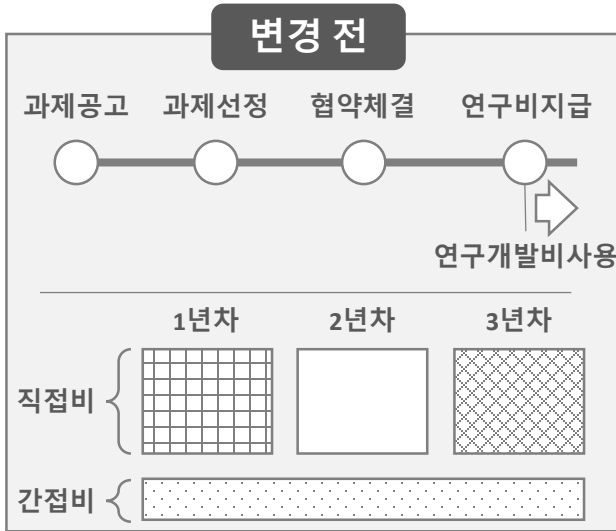 변경 전
과제공고 과제선정 협약체결 연구비지급
연구개발비사용
1년차 2년차 3년차
직접비
간접비